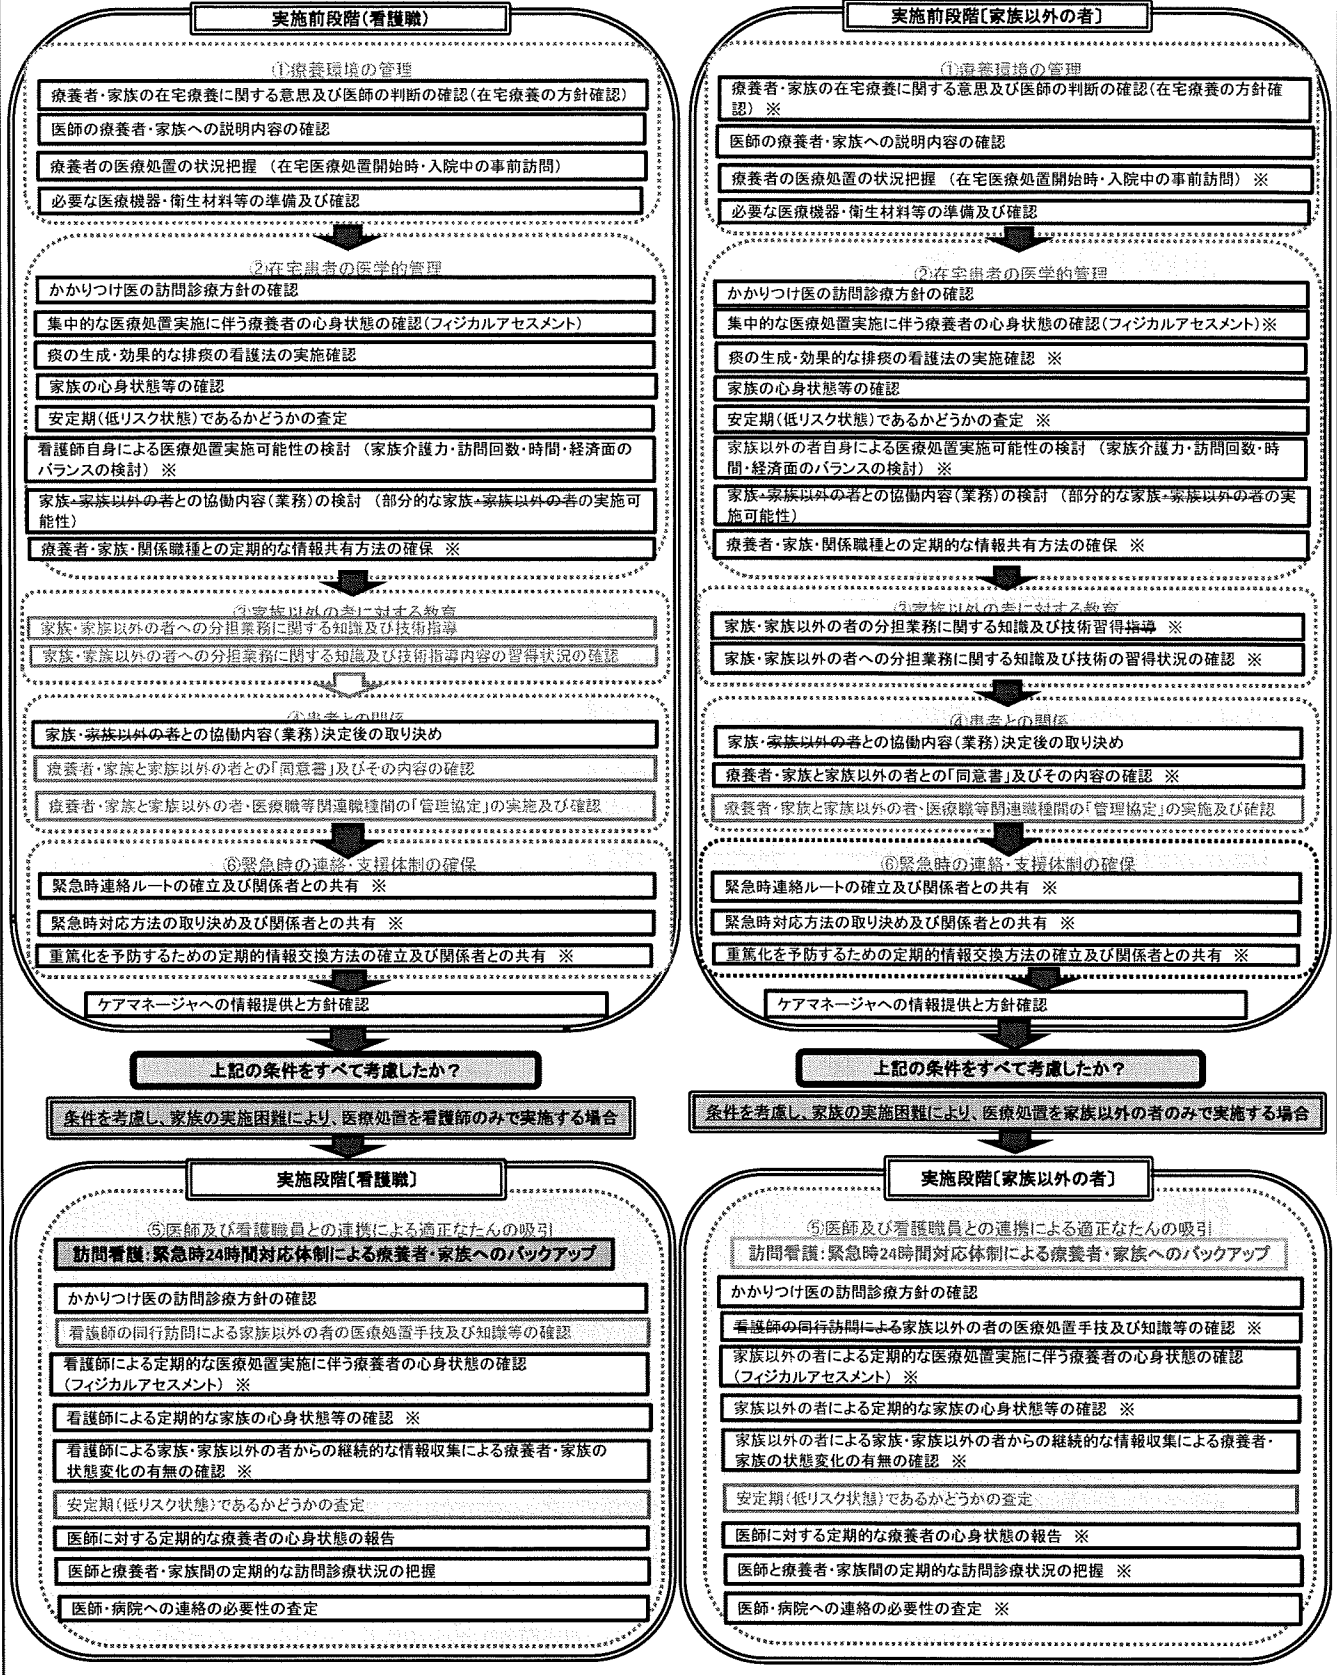 実施前段階(看護職)
①療養環境の管理
療養者・家族の在宅療養に関する意思及び医師の判断の確認(在宅療養の方針確認)
医師の療養者・家族への説明内容の確認
療養者の医療処置の状況把握 (在宅医療処置開始時・入院中の事前訪問)
必要な医療機器・衛生材料等の準備及び確認
②在宅患者の医学的管理
かかりつけ医の訪問診療方針の確認
集中的な医療処置実施に伴う療養者の心身状態の確認(フィジカルアセスメント)
痰の生成・効果的な排痰の看護法の実施確認
家族の心身状態等の確認
安定期(低リスク状態)であるかどうかの査定
看護師自身による医療処置実施可能性の検討 (家族介護力・訪問回数・時間・経済面の
バランスの検討) ※
家族・家族以外の者との協働内容(業務)の検討 (部分的な家族・家族以外の者の実施可
能性)
療養者・家族・関係職種との定期的な情報共有方法の確保 ※
③家族以外の者に対する教育
家族・家族以外の者への分担業務に関する知識及び技術指導
家族・家族以外の者への分担業務に関する知識及び技術指導内容の習得状況の確認
④患者との関係
家族・家族以外の者との協働内容(業務)決定後の取り決め
療養者・家族と家族以外の者との「同意書」及びその内容の確認
療養者・家族と家族以外の者・医療職等関連職種間の「管理協定」の実施及び確認
⑥緊急時の連絡・支援体制の確保
緊急時連絡ルートの確立及び関係者との共有 ※
緊急時対応方法の取り決め及び関係者との共有 ※
重篤化を予防するための定期的情報交換方法の確立及び関係者との共有 ※
ケアマネージャへの情報提供と方針確認
上記の条件をすべて考慮したか?
条件を考慮し、家族の実施困難により、医療処置を看護師のみで実施する場合
実施段階〔看護職〕
⑤医師及び看護職員との連携による適正なたんの吸引
訪問看護:緊急時24時間対応体制による療養者・家族へのバックアップ
かかりつけ医の訪問診療方針の確認
看護師の同行訪問による家族以外の者の医療処置手技及び知識等の確認
看護師による定期的な医療処置実施に伴う療養者の心身状態の確認
(フィジカルアセスメント) ※
看護師による定期的な家族の心身状態等の確認 ※
看護師による家族・家族以外の者からの継続的な情報収集による療養者・家族の
状態変化の有無の確認 ※
安定期(低リスク状態)であるかどうかの査定
医師に対する定期的な療養者の心身状態の報告
医師と療養者・家族間の定期的な訪問診療状況の把握
医師・病院への連絡の必要性の査定
実施前段階〔家族以外の者〕
①療養環境の管理
療養者・家族の在宅療養に関する意思及び医師の判断の確認(在宅療養の方針確
認) ※
医師の療養者・家族への説明内容の確認
療養者の医療処置の状況把握 (在宅医療処置開始時・入院中の事前訪問) ※
必要な医療機器・衛生材料等の準備及び確認
②在宅患者の医学的管理
かかりつけ医の訪問診療方針の確認
集中的な医療処置実施に伴う療養者の心身状態の確認(フィジカルアセスメント)※
痰の生成・効果的な排痰の看護法の実施確認 ※
家族の心身状態等の確認
安定期(低リスク状態)であるかどうかの査定 ※
家族以外の者自身による医療処置実施可能性の検討 (家族介護力・訪問回数・時
間・経済面のバランスの検討) ※
家族・家族以外の者との協働内容(業務)の検討 (部分的な家族・家族以外の者の実
施可能性)
療養者・家族・関係職種との定期的な情報共有方法の確保 ※
③家族以外の者に対する教育
家族・家族以外の者の分担業務に関する知識及び技術習得指導 ※
家族・家族以外の者への分担業務に関する知識及び技術の習得状況の確認 ※
④患者との関係
家族・家族以外の者との協働内容(業務)決定後の取り決め
療養者・家族と家族以外の者との「同意書」及びその内容の確認 ※
療養者・家族と家族以外の者・医療職等関連職種間の「管理協定」の実施及び確認
⑥緊急時の連絡・支援体制の確保
緊急時連絡ルートの確立及び関係者との共有 ※
緊急時対応方法の取り決め及び関係者との共有 ※
重篤化を予防するための定期的情報交換方法の確立及び関係者との共有 ※
ケアマネージャへの情報提供と方針確認
上記の条件をすべて考慮したか?
条件を考慮し、家族の実施困難により、医療処置を家族以外の者のみで実施する場合
実施段階〔家族以外の者〕
⑤医師及び看護職員との連携による適正なたんの吸引
訪問看護:緊急時24時間対応体制による療養者・家族へのバックアップ
かかりつけ医の訪問診療方針の確認
看護師の同行訪問による家族以外の者の医療処置手技及び知識等の確認 ※
家族以外の者による定期的な医療処置実施に伴う療養者の心身状態の確認
(フィジカルアセスメント) ※
家族以外の者による定期的な家族の心身状態等の確認 ※
家族以外の者による家族・家族以外の者からの継続的な情報収集による療養者・
家族の状態変化の有無の確認 ※
安定期(低リスク状態)であるかどうかの査定
医師に対する定期的な療養者の心身状態の報告 ※
医師と療養者・家族間の定期的な訪問診療状況の把握 ※
医師・病院への連絡の必要性の査定 ※